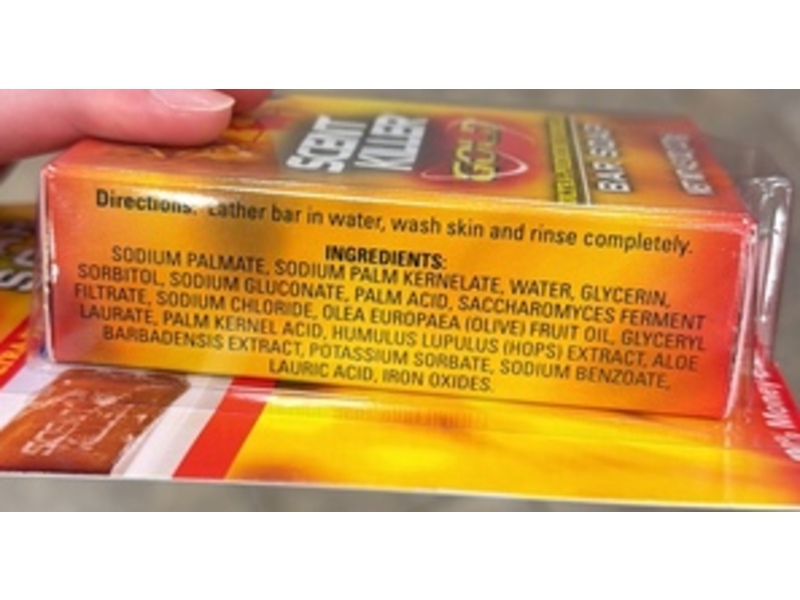 SCENT
KILLER
GOLD
BAR SOAP
Directions: Lather bar in water, wash skin and rinse completely.
INGREDIENTS:
SODIUM PALMATE, SODIUM PALM KERNELATE, WATER, GLYCERIN,
SORBITOL, SODIUM GLUCONATE, PALM ACID, SACCHAROMYCES FERMENT
FILTRATE, SODIUM CHLORIDE, OLEA EUROPAEA (OLIVE) FRUIT OIL, GLYCERYL
LAURATE, PALM KERNEL ACID, HUMULUS LUPULUS (HOPS) EXTRACT, ALOE
BARBADENSIS EXTRACT, POTASSIUM SORBATE, SODIUM BENZOATE,
LAURIC ACID, IRON OXIDES.